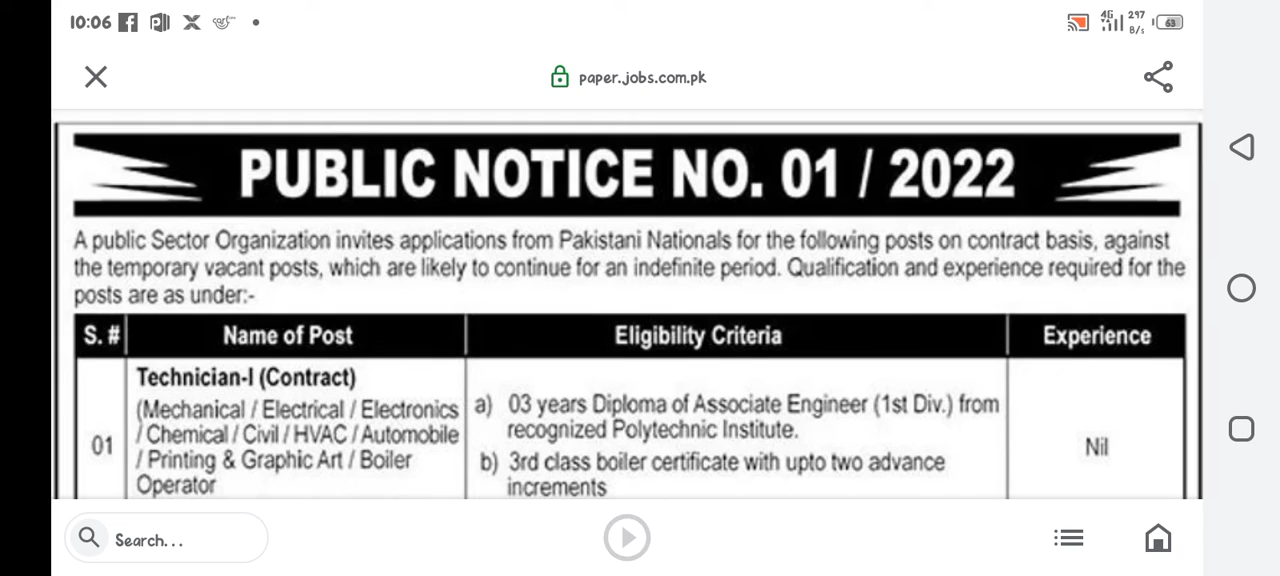 10:06
4G 297 B/s 63
paper.jobs.com.pk
PUBLIC NOTICE NO. 01 / 2022
A public Sector Organization invites applications from Pakistani Nationals for the following posts on contract basis, against
the temporary vacant posts, which are likely to continue for an indefinite period. Qualification and experience required for the
posts are as under:-
S. # Name of Post Eligibility Criteria Experience
01
Technician-I (Contract)
(Mechanical / Electrical / Electronics
/ Chemical / Civil / HVAC / Automobile
/ Printing & Graphic Art / Boiler
Operator
a) 03 years Diploma of Associate Engineer (1st Div.) from
recognized Polytechnic Institute.
b) 3rd class boiler certificate with upto two advance
increments
Nil
Search...